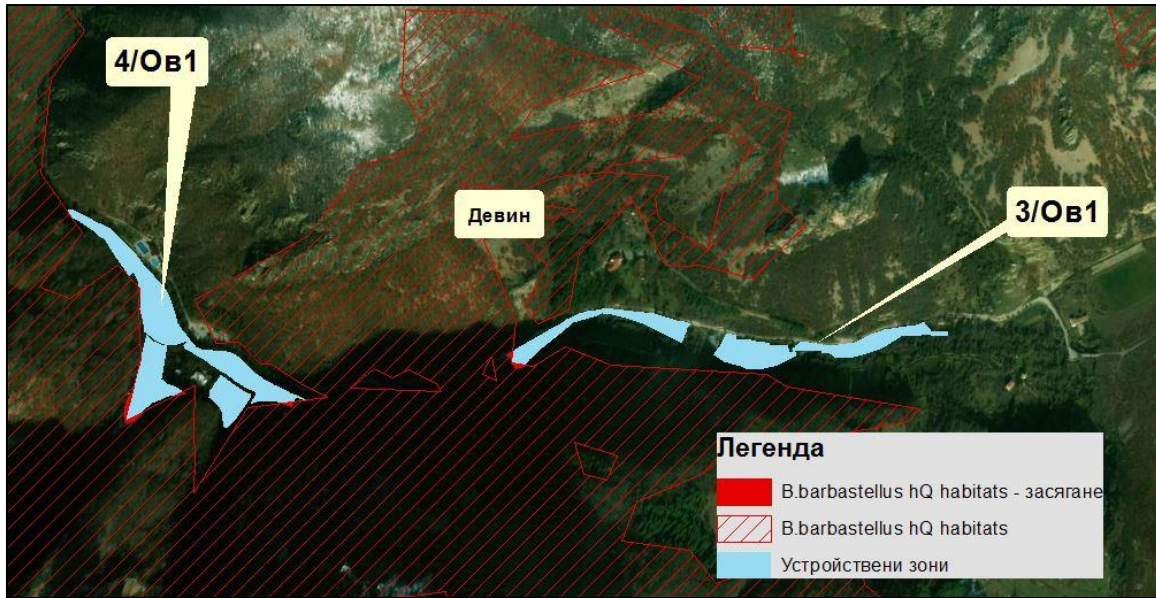 4/Ов1
Девин
3/Ов1
Легенда
B.barbastellus hQ habitats - засягане
B.barbastellus hQ habitats
Устройствени зони